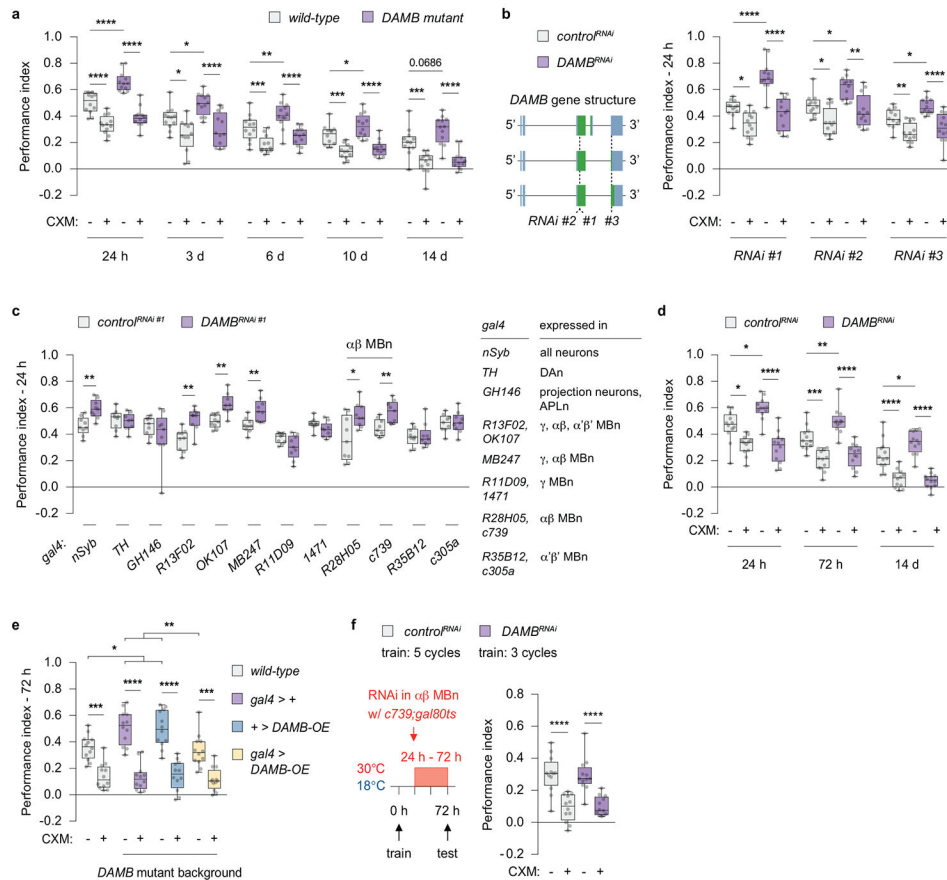 a
wild-type
DAMB mutant
Performance index
1.0
0.8
0.6
0.4
0.2
0.0
0.2
****
****
****
*
*
****
**
***
****
*
***
****
0.0686
***
****
CXM: - + - + - + - + - + - + - + - + - + - +
24 h 3 d 6 d 10 d 14 d
b
control^RNAi
DAMB^RNAi
DAMB gene structure
5' 3'
5' 3'
5' 3'
RNAi #2 #1 #3
Performance index - 24 h
1.0
0.8
0.6
0.4
0.2
0.0
0.2
****
*
****
*
*
**
*
**
****
CXM: - + - + - + - + - + - +
RNAi #1 RNAi #2 RNAi #3
c
control^RNAi #1
DAMB^RNAi #1
Performance index - 24 h
1.0
0.8
0.6
0.4
0.2
0.0
0.2
αβ MBn
** ** ** ** * **
gal4: nSyb TH GH146 R13F02 OK107 MB247 R11D09 1471 R28H05 c739 R35B12 c305a
gal4 expressed in
nSyb all neurons
TH DAn
GH146 projection neurons,
APLn
R13F02, γ, αβ, α'β' MBn
OK107
MB247 γ, αβ MBn
R11D09, γ MBn
1471
R28H05, αβ MBn
c739
R35B12, α'β' MBn
c305a
d
control^RNAi
DAMB^RNAi
Performance index
1.0
0.8
0.6
0.4
0.2
0.0
0.2
*
*
****
**
***
****
*
****
****
CXM: - + - + - + - + - + - +
24 h 72 h 14 d
e
Performance index - 72 h
1.0
0.8
0.6
0.4
0.2
0.0
0.2
**
*
***
****
****
***
CXM: - + - + - + - +
DAMB mutant background
wild-type
gal4 > +
+ > DAMB-OE
gal4 >
DAMB-OE
f
control^RNAi
DAMB^RNAi
train: 5 cycles train: 3 cycles
RNAi in αβ MBn
w/ c739;gal80ts
24 h - 72 h
30°C
18°C
0 h 72 h
train test
Performance index
0.8
0.6
0.4
0.2
0.0
0.2
****
****
CXM: - + - +